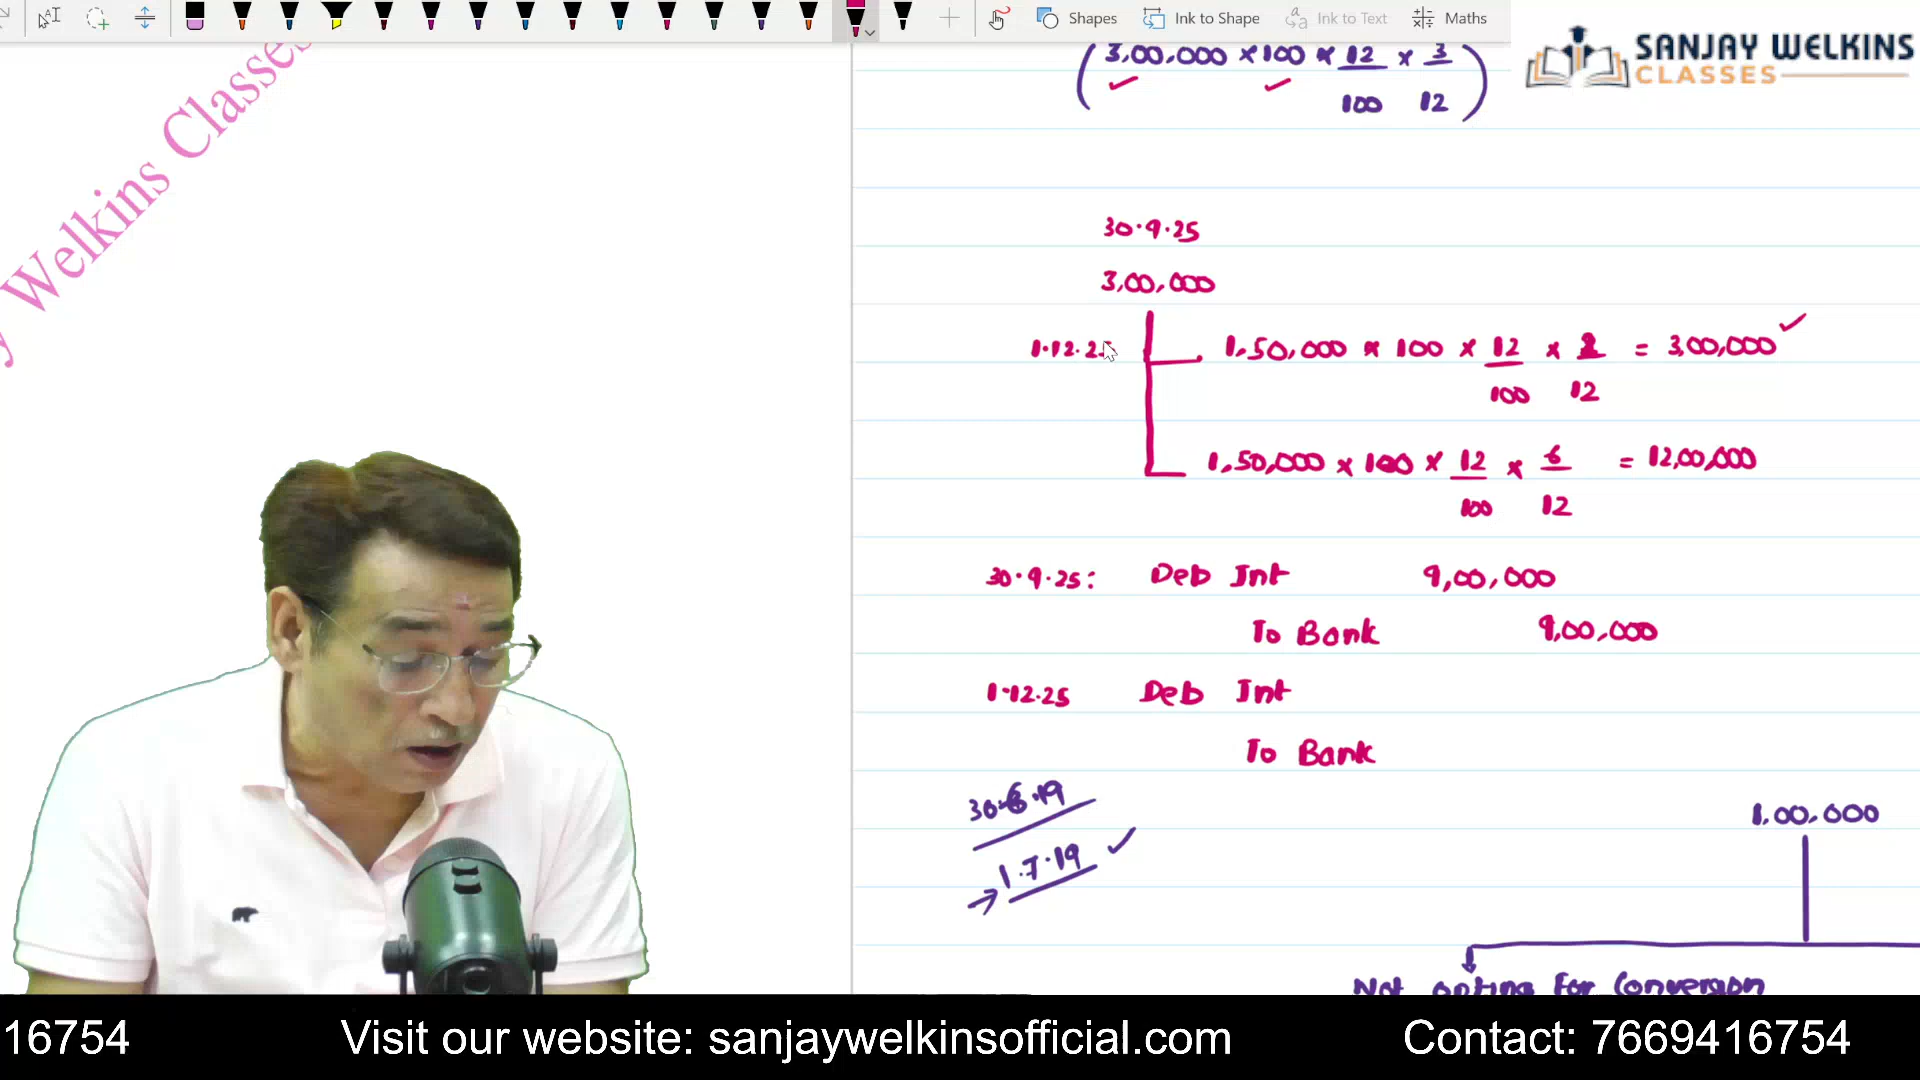 Shapes Ink to Shape Ink to Text Maths
SANJAY WELKINS
CLASSES
y Welkins Classes
(3,00,000 × 100 × 12/100 × 3/12)
30.9.25
3,00,000
1.12.25 1,50,000 × 100 × 12/100 × 2/12 = 3,00,000 ✓
1,50,000 × 100 × 12/100 × 6/12 = 12,00,000
30.9.25: Deb Int 9,00,000
To Bank 9,00,000
1.12.25 Deb Int
To Bank
30.6.19
1.7.19 ✓
1,00,000
Not opting for conversion
16754 Visit our website: sanjaywelkinsofficial.com Contact: 7669416754